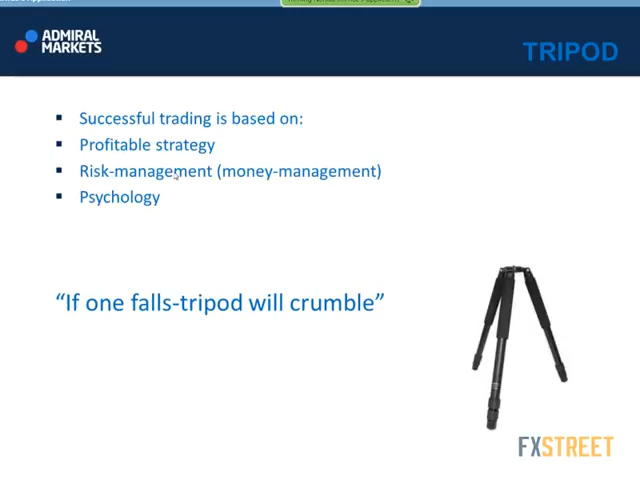 ADMIRAL
MARKETS
TRIPOD
Successful trading is based on:
Profitable strategy
Risk-management (money-management)
Psychology
“If one falls-tripod will crumble”
FXSTREET